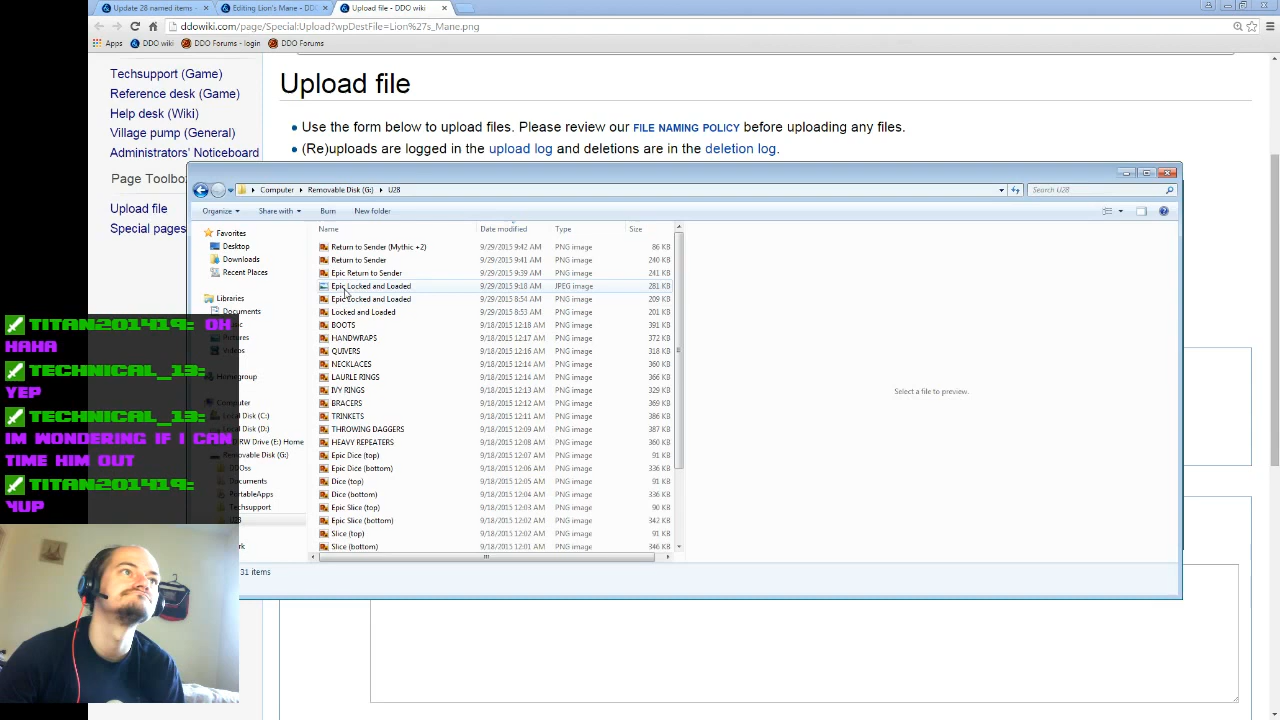 Update 28 named items -
Editing Lion's Mane - DDO
Upload file - DDO wiki
ddowiki.com/page/Special:Upload?wpDestFile=Lion%27s_Mane.png
Apps DDO wiki DDO Forums - login DDO Forums
Techsupport (Game)
Reference desk (Game)
Help desk (Wiki)
Village pump (General)
Administrators' Noticeboard
Page Toolbo
Upload file
Special pages
Upload file
Use the form below to upload files. Please review our FILE NAMING POLICY before uploading any files.
(Re)uploads are logged in the upload log and deletions are in the deletion log.
Computer Removable Disk (G:) U28
Search U28
Organize Share with Burn New folder
Favorites
Desktop
Downloads
Recent Places
Libraries
Documents
Pictures
Videos
Homegroup
Computer
Local Disk (C:)
Local Disk (D:)
RW Drive (E:) Home
Removable Disk (G:)
DDOss
Documents
PortableApps
Techsupport
U28
Name Date modified Type Size
Return to Sender (Mythic +2) 9/29/2015 9:42 AM PNG image 86 KB
Return to Sender 9/29/2015 9:41 AM PNG image 240 KB
Epic Return to Sender 9/29/2015 9:39 AM PNG image 241 KB
Epic Locked and Loaded 9/29/2015 9:18 AM JPEG image 281 KB
Epic Locked and Loaded 9/29/2015 8:54 AM PNG image 209 KB
Locked and Loaded 9/29/2015 8:53 AM PNG image 201 KB
BOOTS 9/18/2015 12:18 AM PNG image 391 KB
HANDWRAPS 9/18/2015 12:17 AM PNG image 372 KB
QUIVERS 9/18/2015 12:16 AM PNG image 318 KB
NECKLACES 9/18/2015 12:14 AM PNG image 360 KB
LAURLE RINGS 9/18/2015 12:14 AM PNG image 366 KB
IVY RINGS 9/18/2015 12:13 AM PNG image 329 KB
BRACERS 9/18/2015 12:12 AM PNG image 369 KB
TRINKETS 9/18/2015 12:11 AM PNG image 386 KB
THROWING DAGGERS 9/18/2015 12:09 AM PNG image 387 KB
HEAVY REPEATERS 9/18/2015 12:08 AM PNG image 360 KB
Epic Dice (top) 9/18/2015 12:07 AM PNG image 91 KB
Epic Dice (bottom) 9/18/2015 12:06 AM PNG image 336 KB
Dice (top) 9/18/2015 12:05 AM PNG image 91 KB
Dice (bottom) 9/18/2015 12:04 AM PNG image 336 KB
Epic Slice (top) 9/18/2015 12:03 AM PNG image 90 KB
Epic Slice (bottom) 9/18/2015 12:02 AM PNG image 342 KB
Slice (top) 9/18/2015 12:02 AM PNG image 91 KB
Slice (bottom) 9/18/2015 12:01 AM PNG image 346 KB
Select a file to preview.
31 items
TITAN201419: OH
HAHA
TECHNICAL_13:
YEP
TECHNICAL_13:
IM WONDERING IF I CAN
TIME HIM OUT
TITAN201419:
YUP